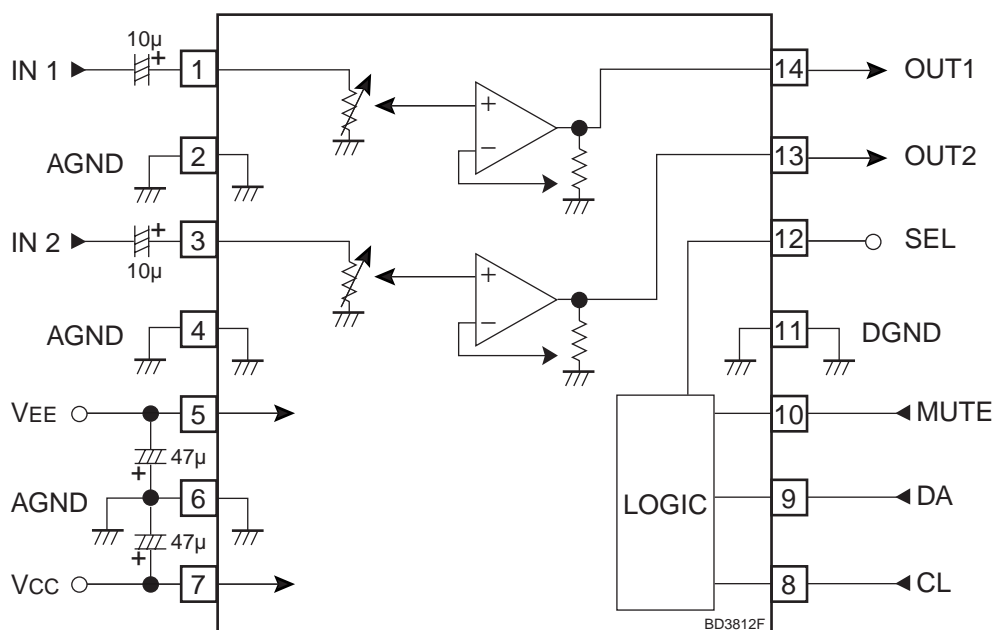 10μ
IN 1
+
1
+
−
14
OUT1
AGND
2
13
OUT2
IN 2
+
3
10μ
+
−
12
SEL
AGND
4
11
DGND
VEE
5
10
MUTE
47μ
+
AGND
6
LOGIC
9
DA
47μ
+
VCC
7
8
CL
BD3812F